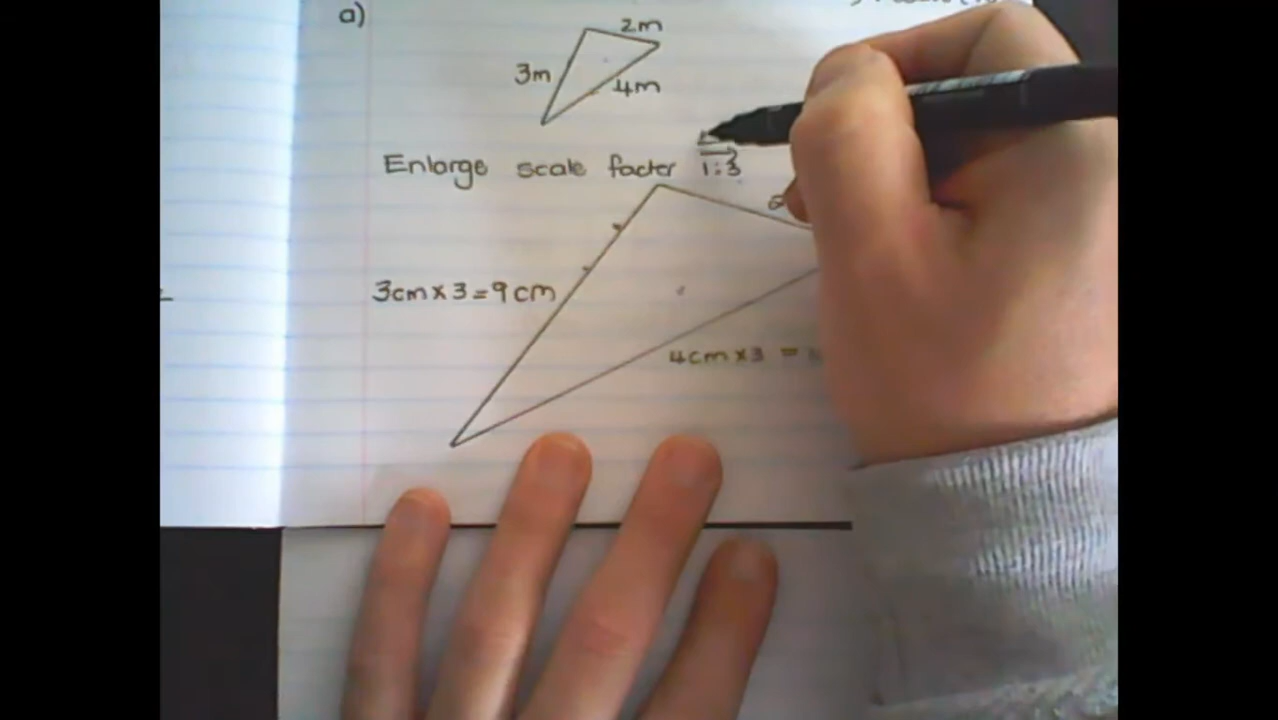 a)
2m
3m
4m
Enlarge scale factor 1:3
3cm x 3 = 9cm
4cm x 3 =